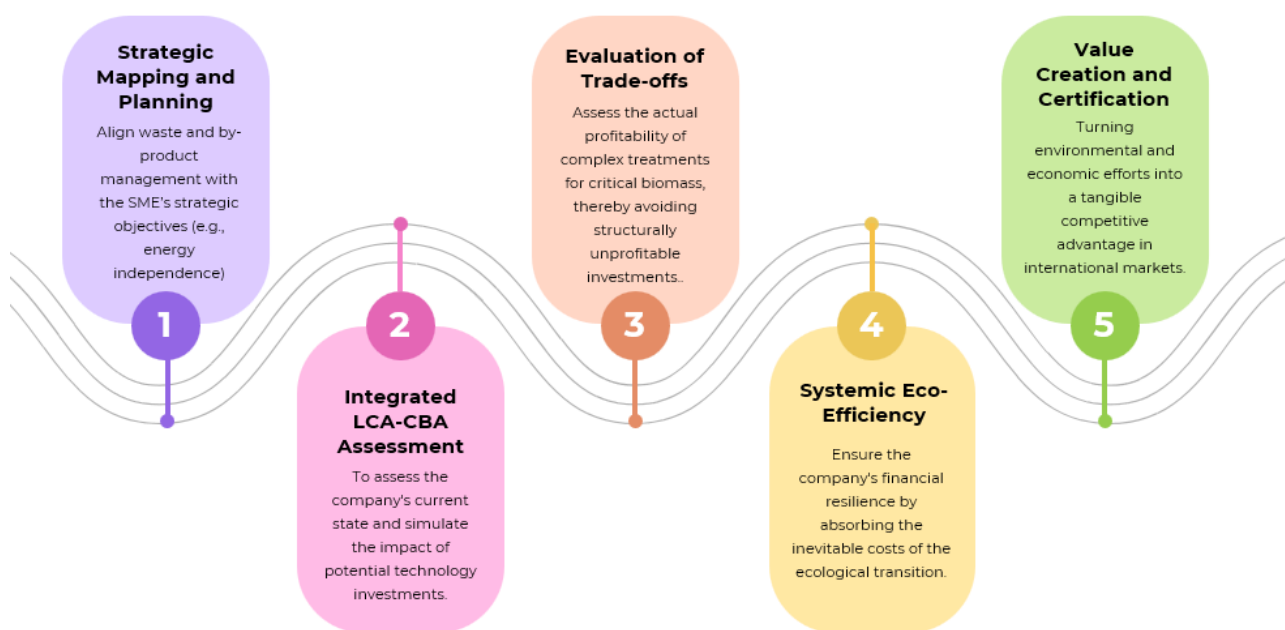 Strategic
Mapping and
Planning
Align waste and by-
product
management with
the SME's strategic
objectives (e.g.,
energy
independence)
1
2
Integrated
LCA-CBA
Assessment
To assess the
company's current
state and simulate
the impact of
potential technology
investments.
Evaluation of
Trade-offs
Assess the actual
profitability of
complex treatments
for critical biomass,
thereby avoiding
structurally
unprofitable
investments..
3
4
Systemic Eco-
Efficiency
Ensure the
company's financial
resilience by
absorbing the
inevitable costs of the
ecological transition.
Value
Creation and
Certification
Turning
environmental and
economic efforts into
a tangible
competitive
advantage in
international markets.
5